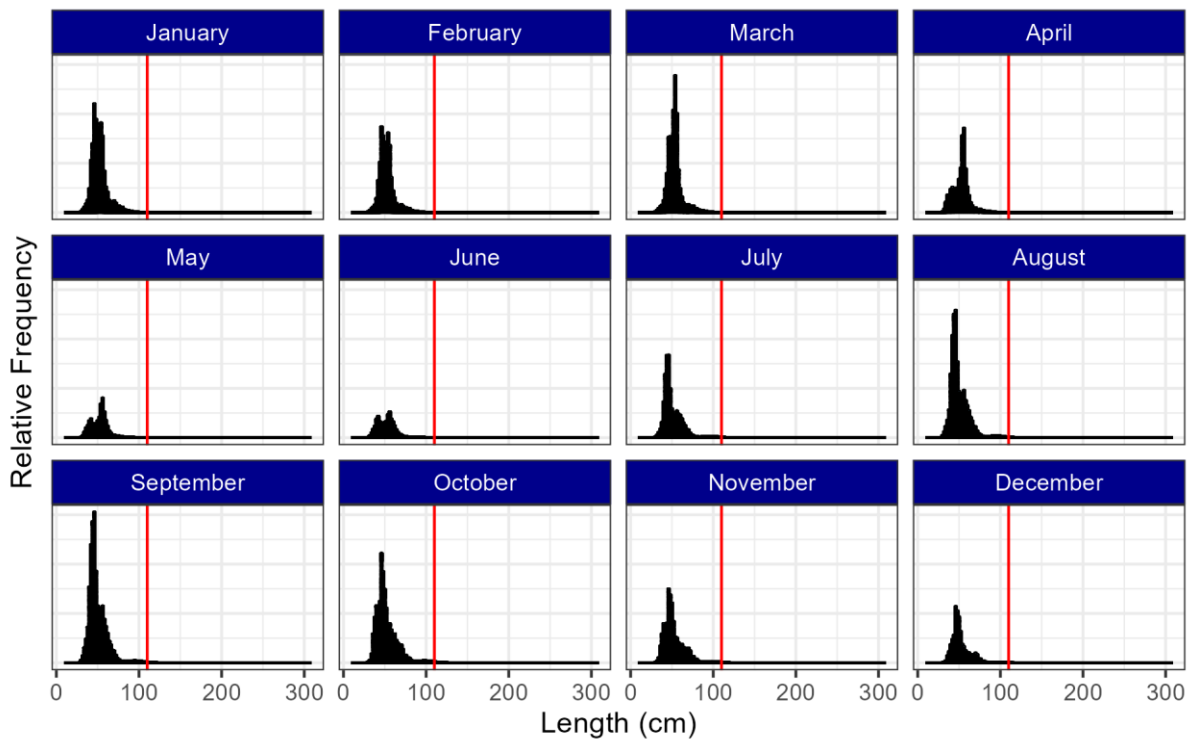 January
February
March
April
May
June
July
August
September
October
November
December
Relative Frequency
0 100 200 300 0 100 200 300 0 100 200 300 0 100 200 300
Length (cm)